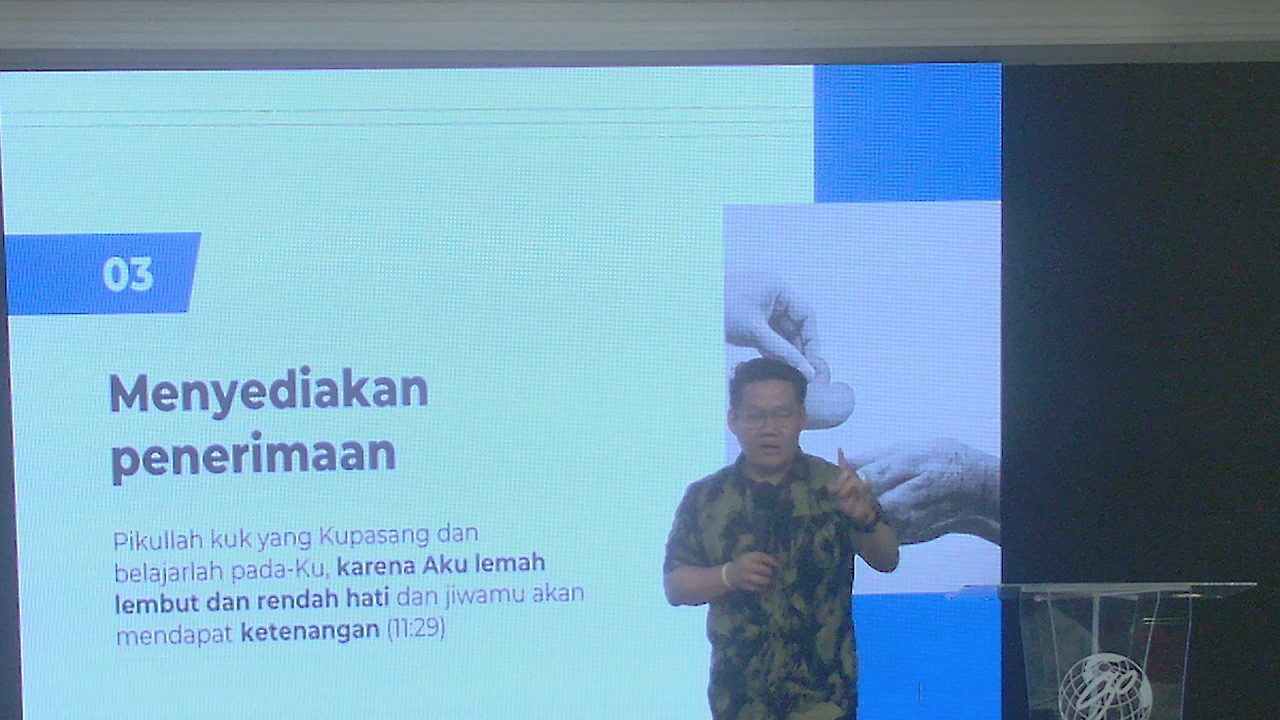 03
Menyediakan
penerimaan
Pikullah kuk yang Kupasang dan
belajarlah pada-Ku, karena Aku lemah
lembut dan rendah hati dan jiwamu akan
mendapat ketenangan (11:29)